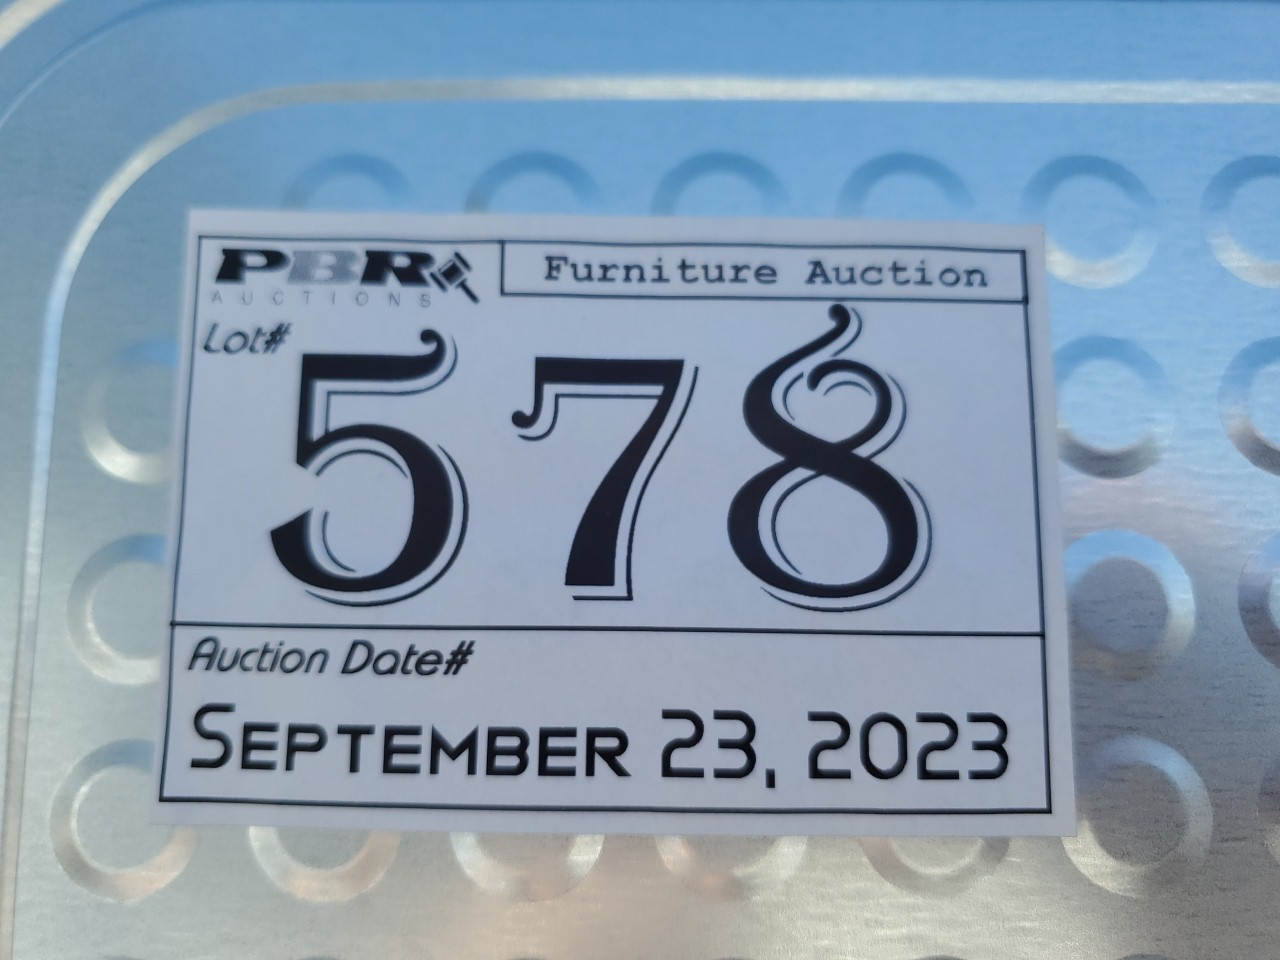 PBR
AUCTIONS
Furniture Auction
Lot#
578
Auction Date#
September 23, 2023